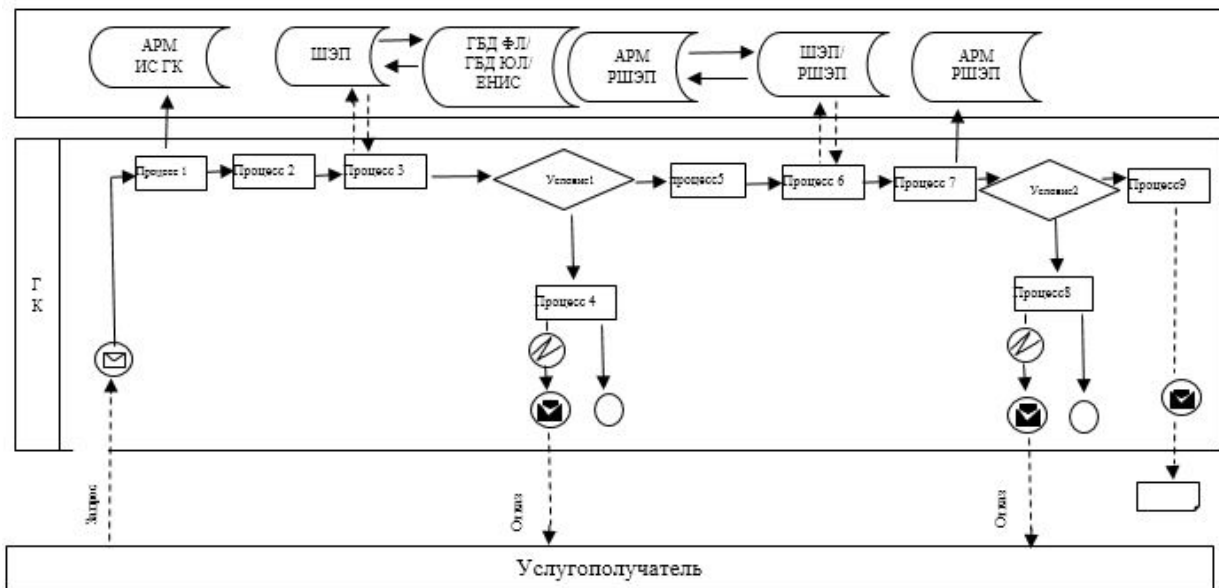 АРМ
ИС ГК
ШЭП
ГБД ФЛ/
ГБД ЮЛ/
ЕНИС
АРМ
РШЭП
ШЭП/
РШЭП
АРМ
РШЭП
Процесс 1
Процесс 2
Процесс 3
Условие1
процесс5
Процесс 6
Процесс 7
Условие2
Процесс9
Г
К
Процесс 4
Процесс8
Запрос
Отказ
Отказ
Услугополучатель